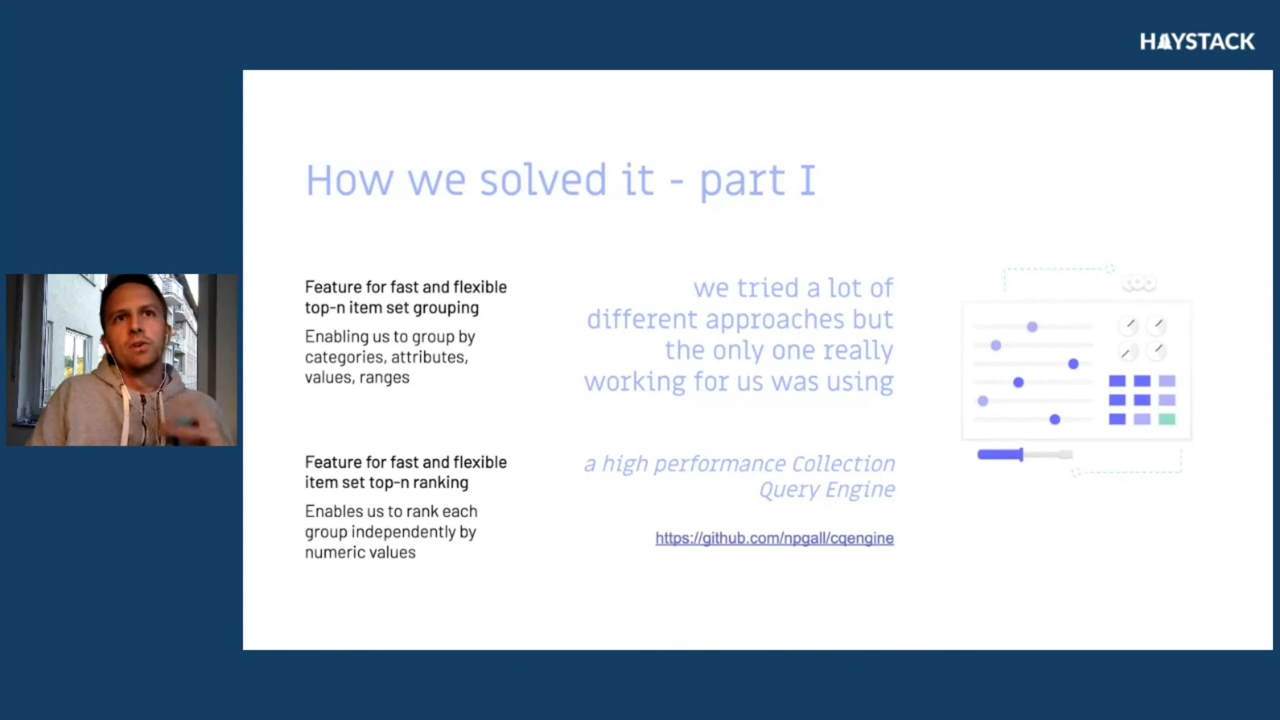 HAYSTACK
How we solved it - part I
Feature for fast and flexible
top-n item set grouping
Enabling us to group by
categories, attributes,
values, ranges
Feature for fast and flexible
item set top-n ranking
Enables us to rank each
group independently by
numeric values
we tried a lot of
different approaches but
the only one really
working for us was using
a high performance Collection
Query Engine
https://github.com/npgall/cqengine